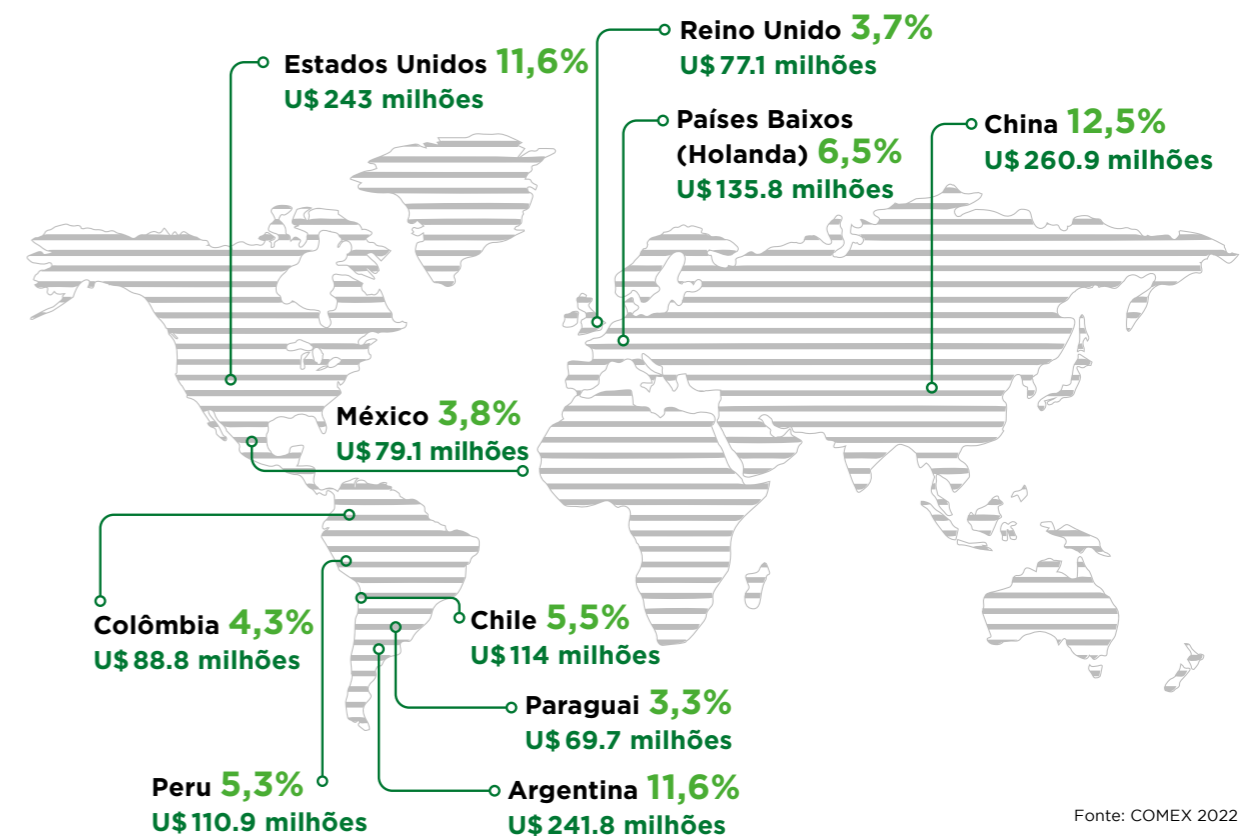 Reino Unido 3,7%
U$ 77.1 milhões
Estados Unidos 11,6%
U$ 243 milhões
Países Baixos
(Holanda) 6,5%
U$ 135.8 milhões
China 12,5%
U$ 260.9 milhões
México 3,8%
U$ 79.1 milhões
Colômbia 4,3%
U$ 88.8 milhões
Chile 5,5%
U$ 114 milhões
Paraguai 3,3%
U$ 69.7 milhões
Peru 5,3%
U$ 110.9 milhões
Argentina 11,6%
U$ 241.8 milhões
Fonte: COMEX 2022